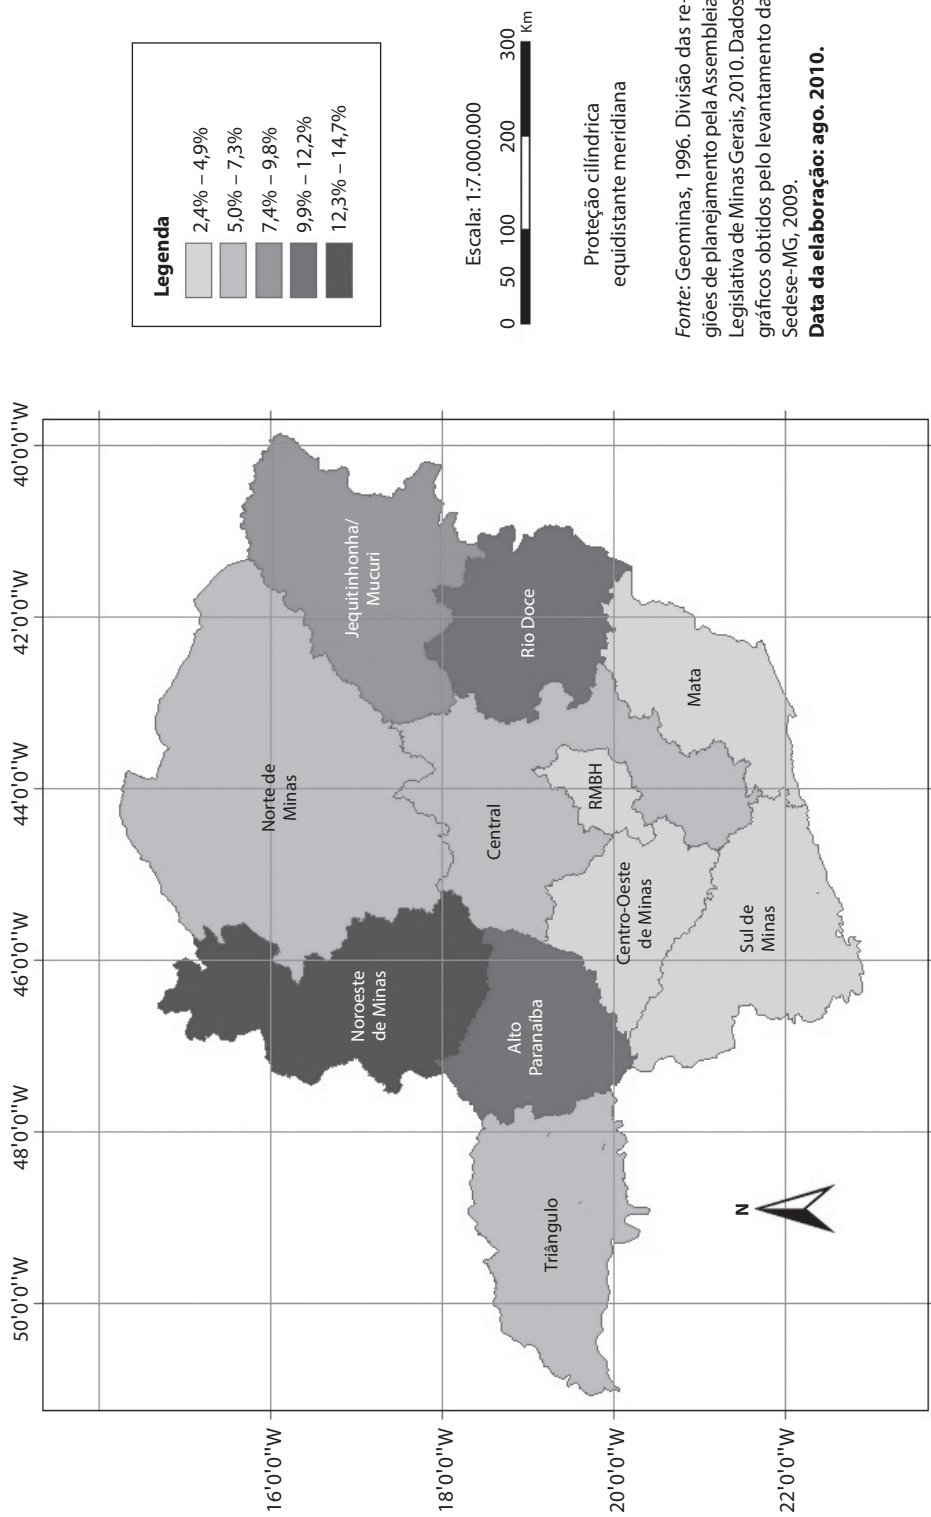 50'0'0''W
48'0'0''W
46'0'0''W
44'0'0''W
42'0'0''W
40'0'0''W
16'0'0''W
18'0'0''W
20'0'0''W
22'0'0''W
Norte de
Minas
Jequitinhonha/
Mucuri
Noroeste
de Minas
Central
Rio Doce
Alto
Paranaíba
Triângulo
RMBH
Centro-Oeste
de Minas
Mata
Sul de
Minas
N
Legenda
2,4% – 4,9%
5,0% – 7,3%
7,4% – 9,8%
9,9% – 12,2%
12,3% – 14,7%
Escala: 1:7.000.000
0 50 100 200 300
Km
Proteção cilíndrica
equidistante meridiana
Fonte: Geominas, 1996. Divisão das re-
giões de planejamento pela Assembleia
Legislativa de Minas Gerais, 2010. Dados
gráficos obtidos pelo levantamento da
Sedese-MG, 2009.
Data da elaboração: ago. 2010.